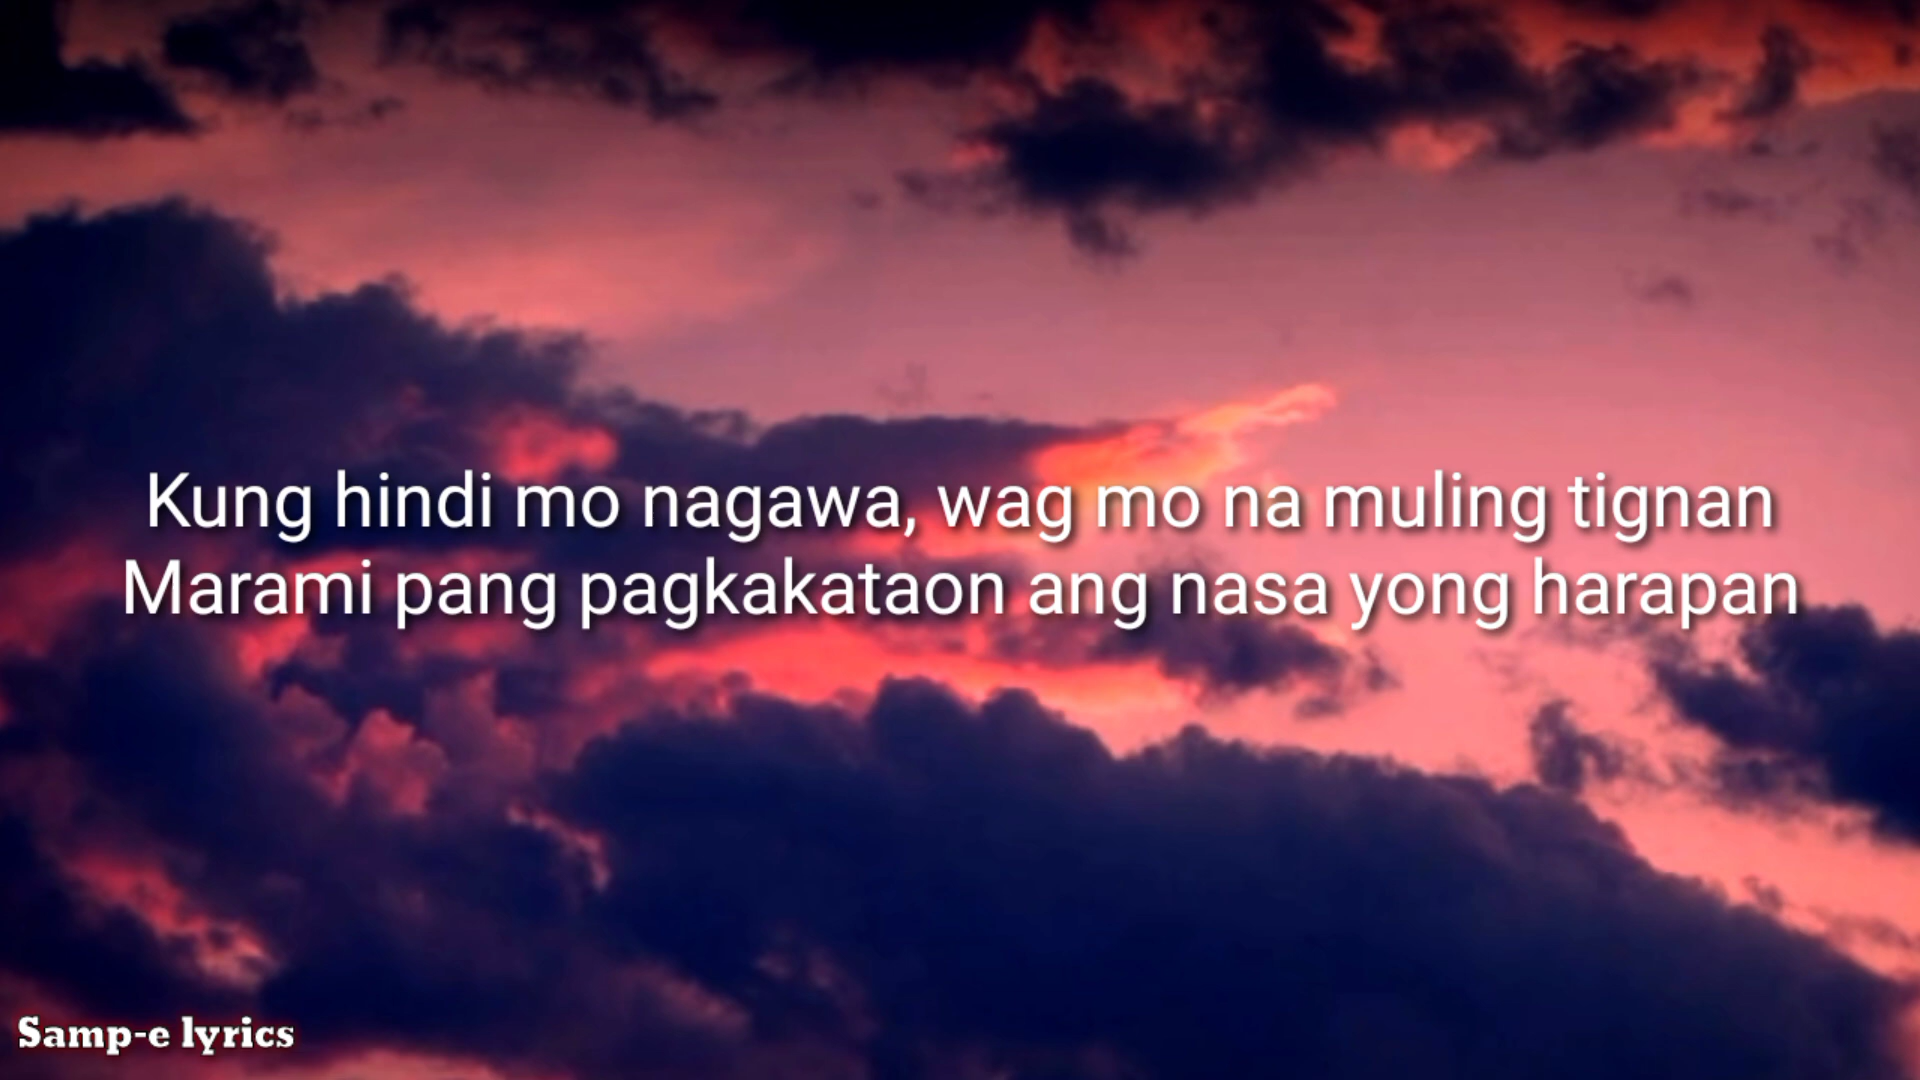 Kung hindi mo nagawa, wag mo na muling tignan
Marami pang pagkakataon ang nasa yong harapan
Samp-e lyrics